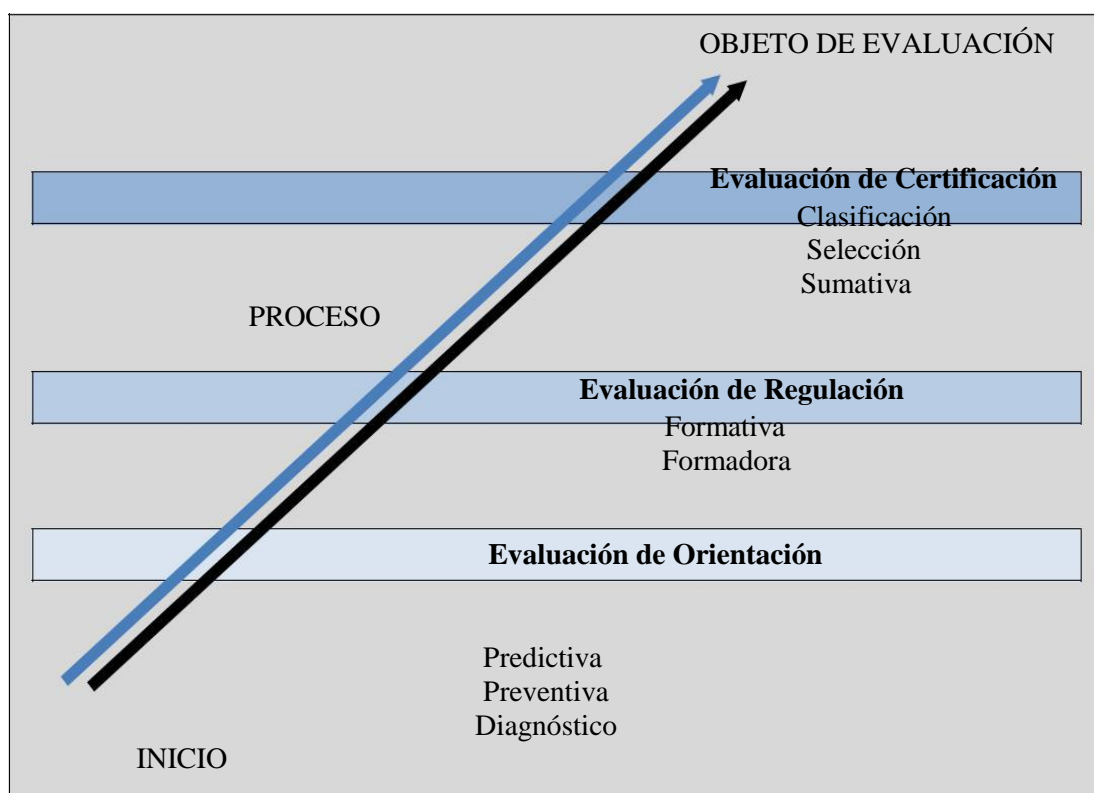 OBJETO DE EVALUACIÓN
Evaluación de Certificación
Clasificación
Selección
Sumativa
PROCESO
Evaluación de Regulación
Formativa
Formadora
Evaluación de Orientación
Predictiva
Preventiva
Diagnóstico
INICIO